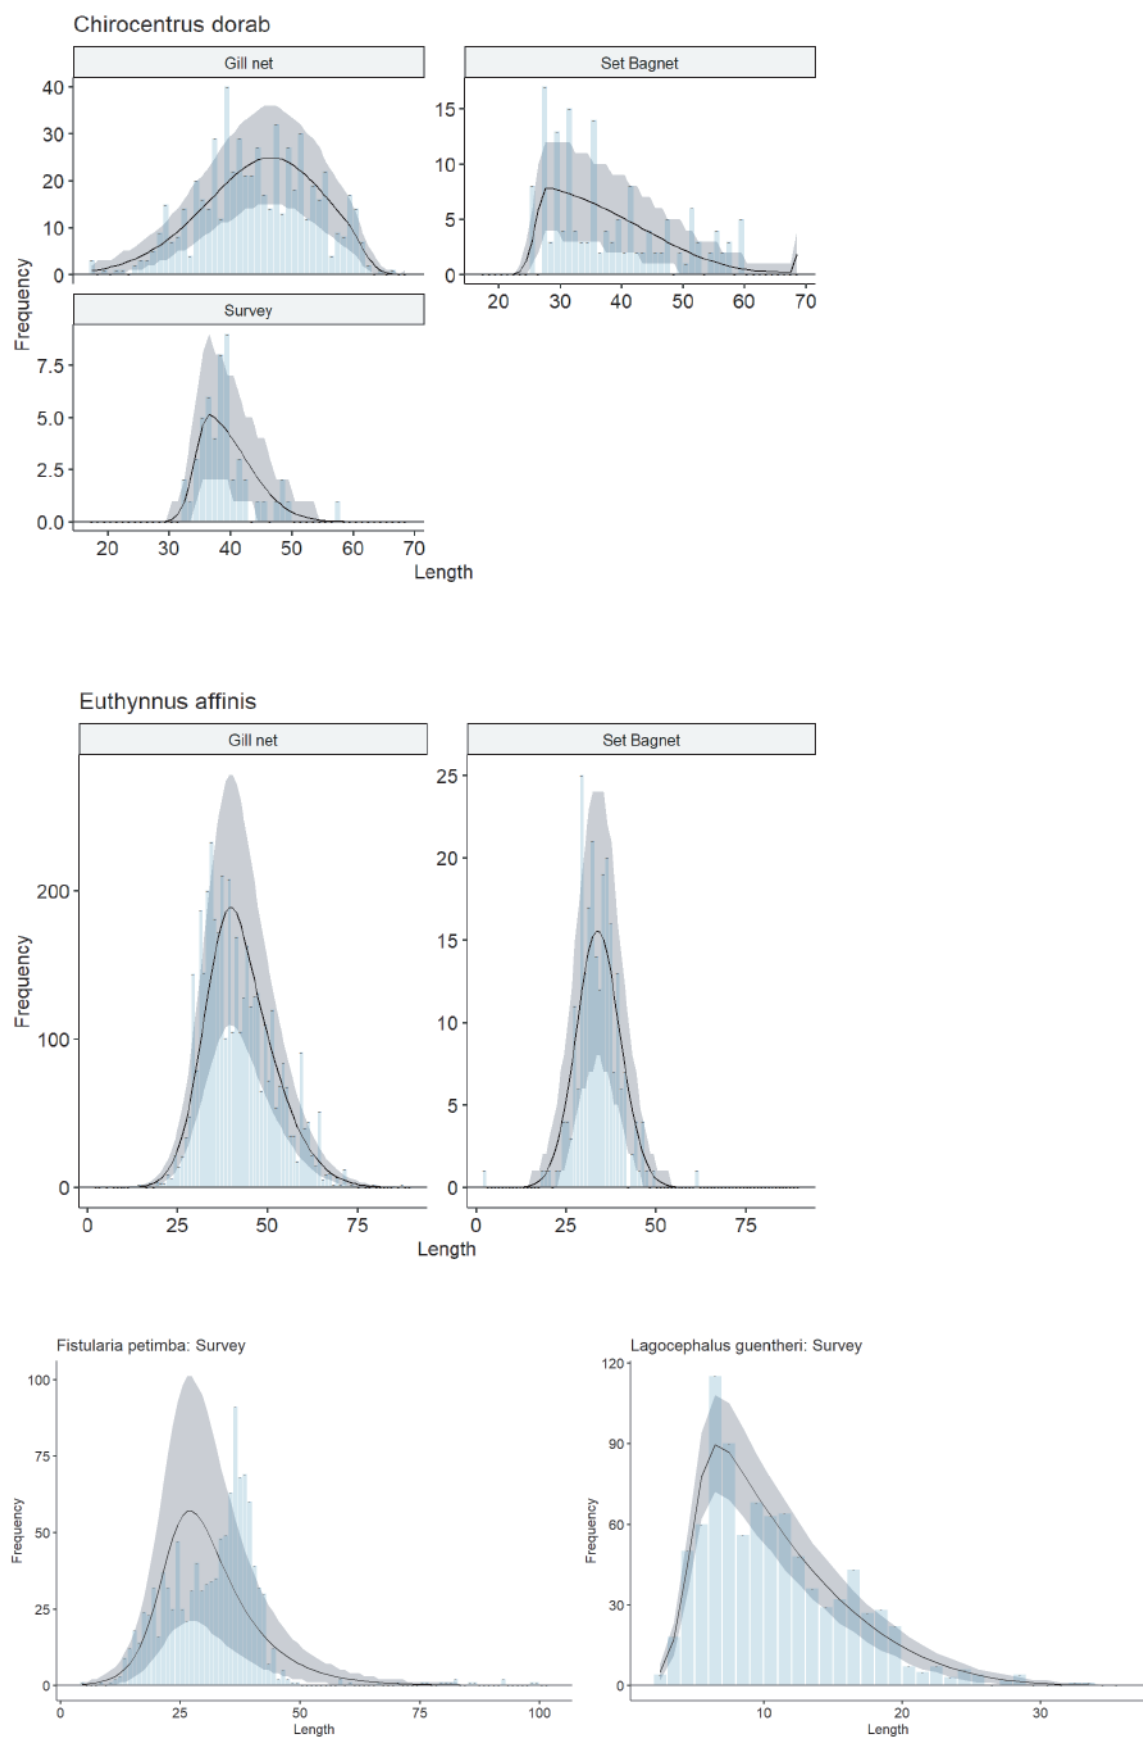 Chirocentrus dorab
Gill net
Set Bagnet
40
30
20
10
0
15
10
5
0
20 30 40 50 60 70
Survey
Frequency
7.5
5.0
2.5
0.0
20 30 40 50 60 70
Length
Euthynnus affinis
Gill net
Set Bagnet
Frequency
200
100
0
25
20
15
10
5
0
0 25 50 75
0 25 50 75
Length
Fistularia petimba: Survey
Lagocephalus guentheri: Survey
Frequency
100
75
50
25
0
0 25 50 75 100
Length
Frequency
120
90
60
30
0
10 20 30
Length